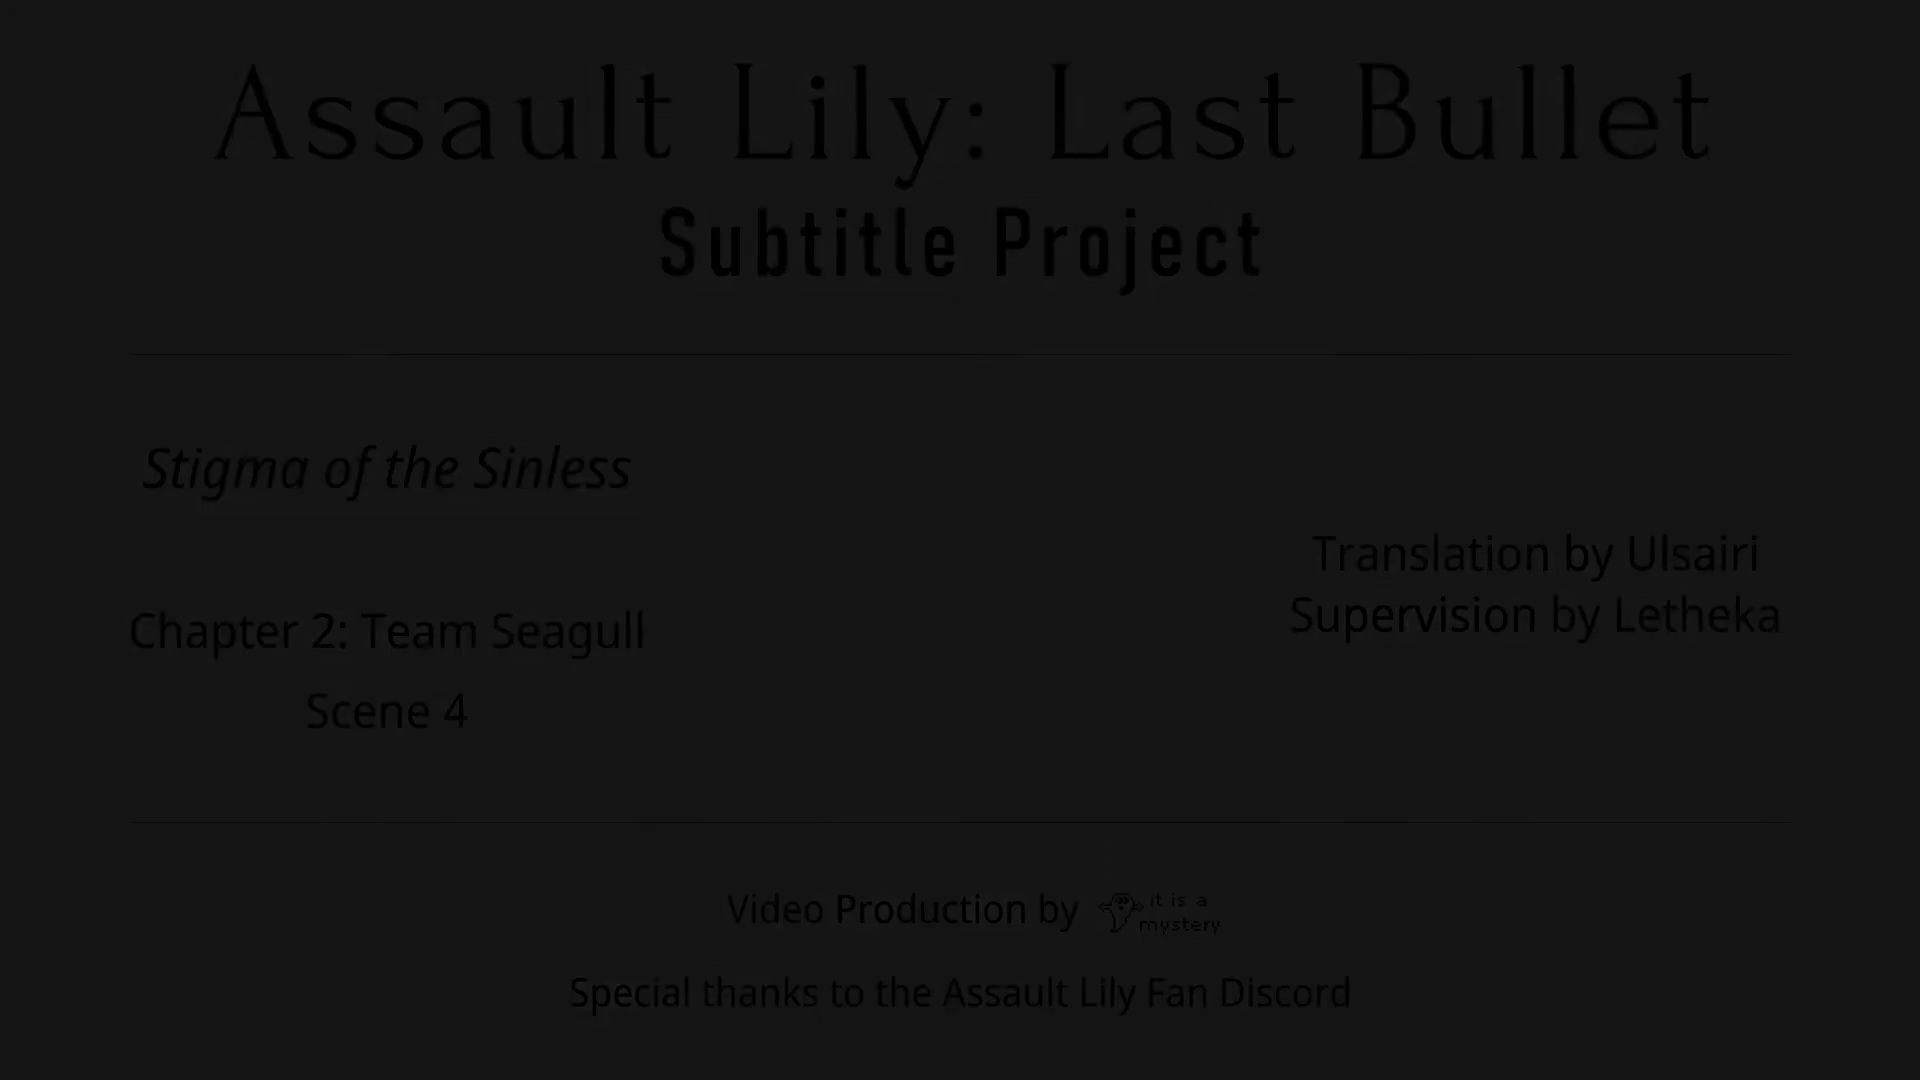 Assault Lily: Last Bullet
Subtitle Project
Stigma of the Sinless
Chapter 2: Team Seagull
Scene 4
Translation by Ulsairi
Supervision by Letheka
Video Production by it is a mystery
Special thanks to the Assault Lily Fan Discord